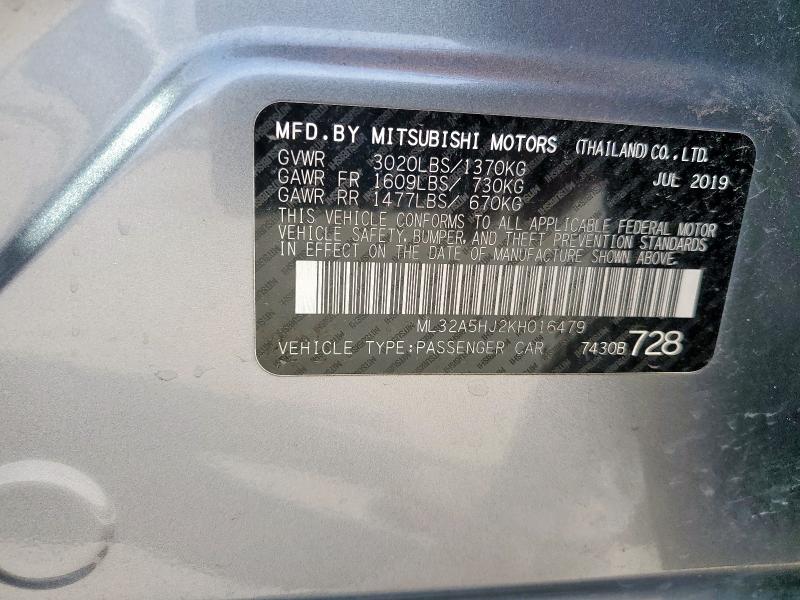 MFD.BY MITSUBISHI MOTORS (THAILAND) CO.,LTD.
GVWR 3020LBS/1370KG JUL 2019
GAWR FR 1609LBS/ 730KG
GAWR RR 1477LBS/ 670KG
THIS VEHICLE CONFORMS TO ALL APPLICABLE FEDERAL MOTOR
VEHICLE SAFETY, BUMPER, AND THEFT PREVENTION STANDARDS
IN EFFECT ON THE DATE OF MANUFACTURE SHOWN ABOVE.
ML32A5HJ2KH016479
VEHICLE TYPE:PASSENGER CAR 7430B 728